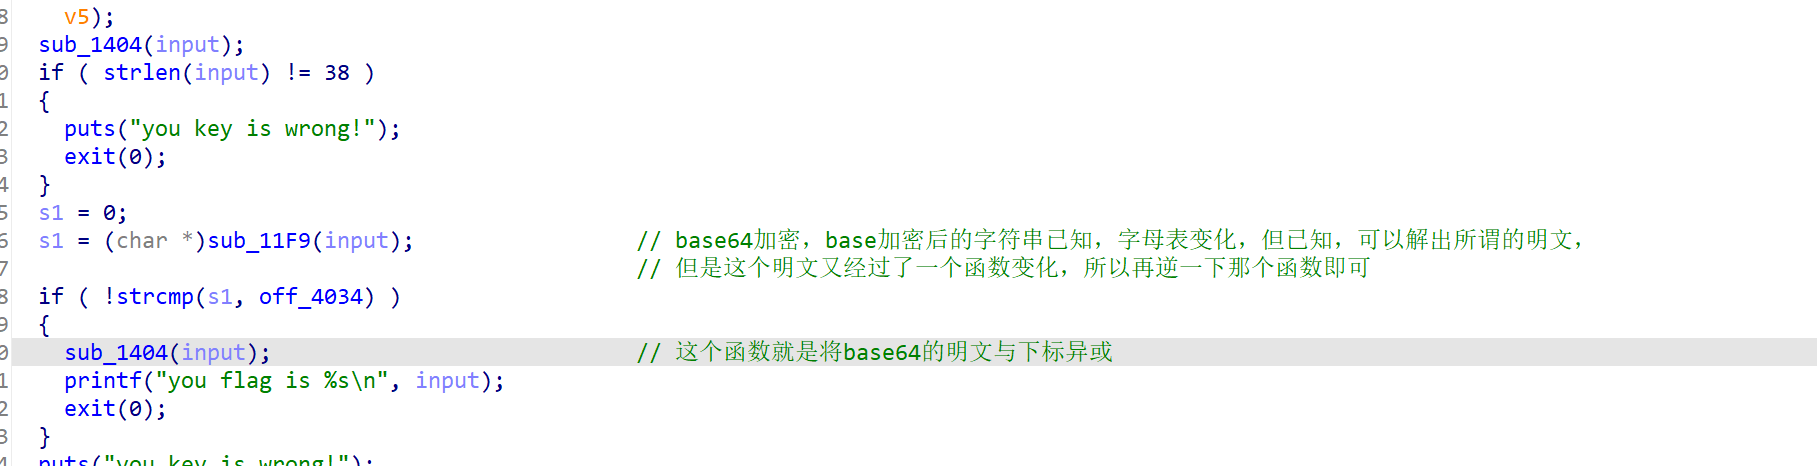 8 v5);
9 sub_1404(input);
0 if ( strlen(input) != 38 )
1 {
2 puts("you key is wrong!");
3 exit(0);
4 }
5 s1 = 0;
6 s1 = (char *)sub_11F9(input); // base64加密，base加密后的字符串已知，字母表变化，但已知，可以解出所谓的明文，
7 // 但是这个明文又经过了一个函数变化，所以再逆一下那个函数即可
8 if ( !strcmp(s1, off_4034) )
9 {
0 sub_1404(input); // 这个函数就是将base64的明文与下标异或
1 printf("you flag is %s\n", input);
2 exit(0);
3 }
4 puts("you key is wrong!");